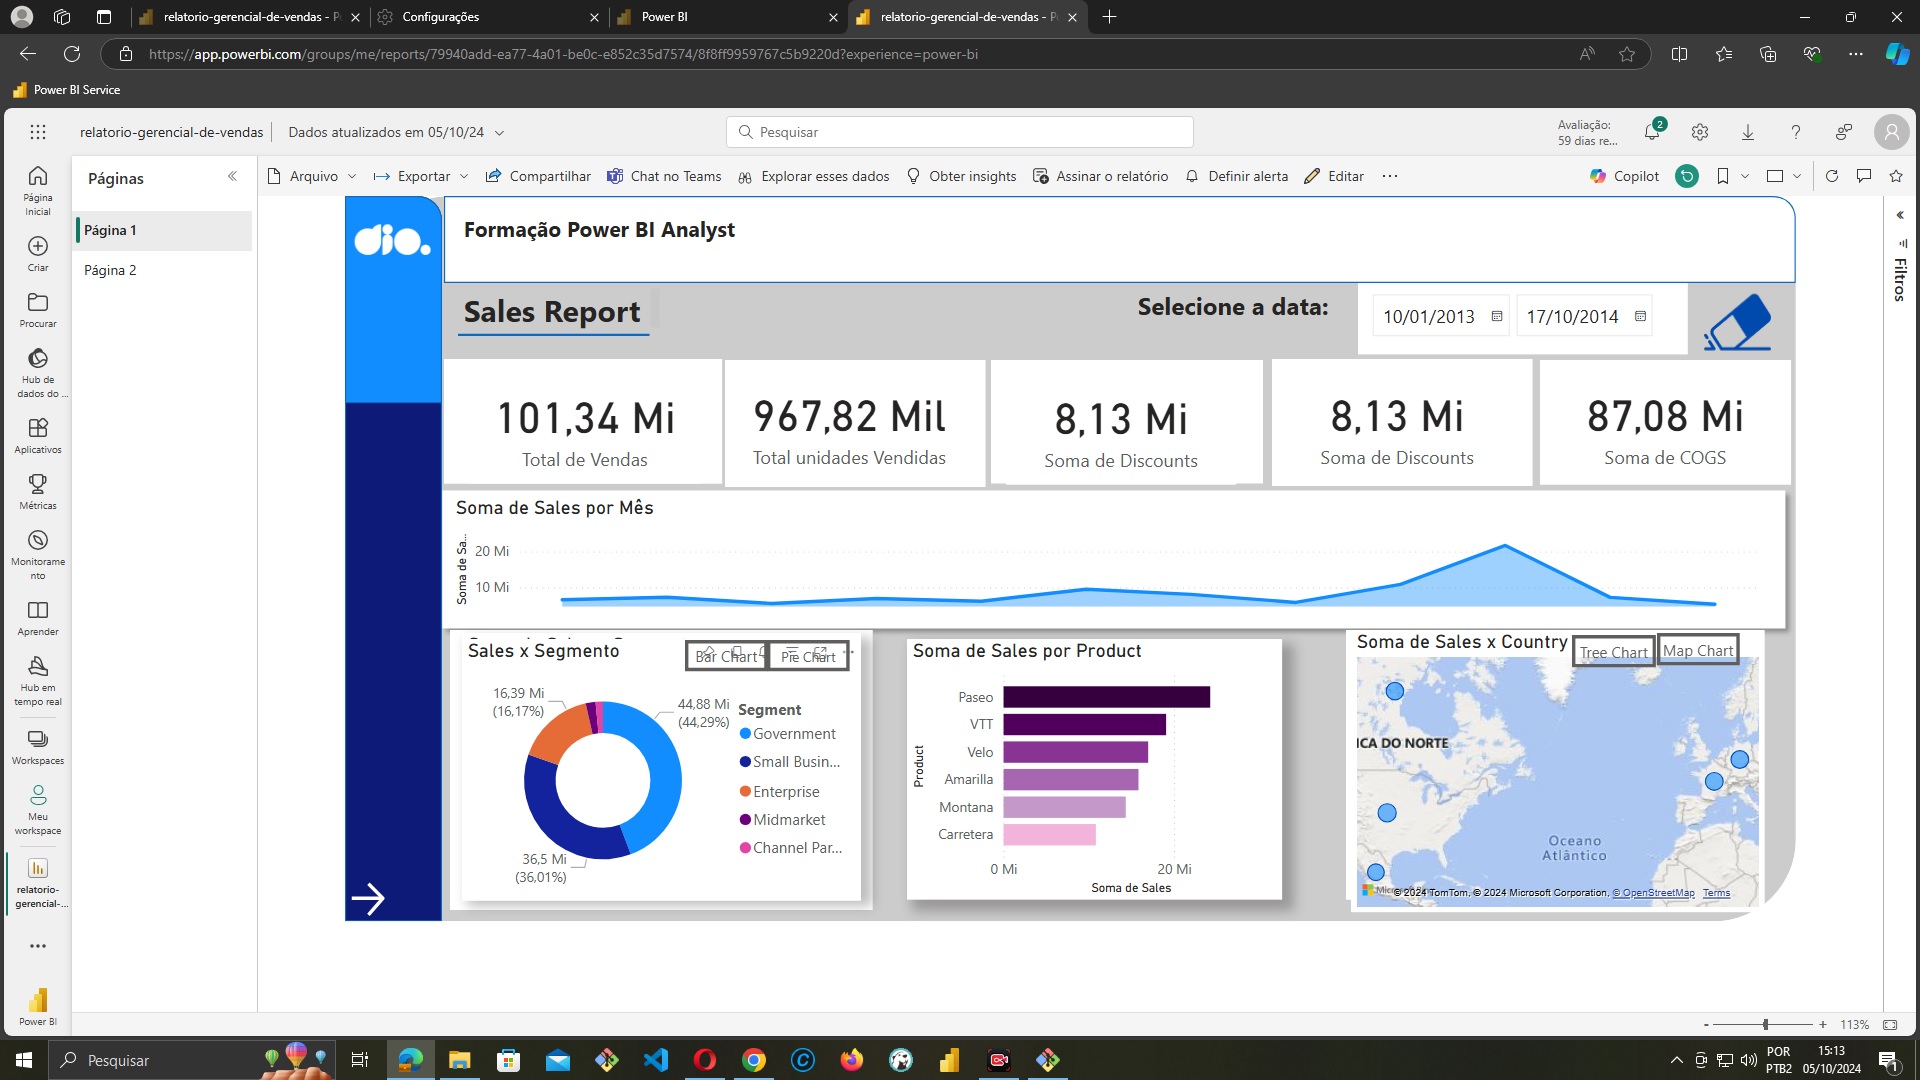 relatorio-gerencial-de-vendas - P
Configurações
Power BI
relatorio-gerencial-de-vendas - P
https://app.powerbi.com/groups/me/reports/79940add-ea77-4a01-be0c-e852c35d7574/8f8ff9959767c5b9220d?experience=power-bi
Power BI Service
relatorio-gerencial-de-vendas
Dados atualizados em 05/10/24
Pesquisar
Avaliação:
59 dias re...
2
Páginas
Página 1
Página 2
Arquivo
Exportar
Compartilhar
Chat no Teams
Explorar esses dados
Obter insights
Assinar o relatório
Definir alerta
Editar
Copilot
Filtros
Página
Inicial
Criar
Procurar
Hub de
dados do ...
Aplicativos
Métricas
Monitorame
nto
Aprender
Hub em
tempo real
Workspaces
Meu
workspace
relatorio-
gerencial-...
Power BI
dio.
Formação Power BI Analyst
Sales Report
Selecione a data:
10/01/2013
17/10/2014
101,34 Mi
Total de Vendas
967,82 Mil
Total unidades Vendidas
8,13 Mi
Soma de Discounts
8,13 Mi
Soma de Discounts
87,08 Mi
Soma de COGS
Soma de Sales por Mês
Soma de Sa...
20 Mi
10 Mi
Sales x Segmento
Bar Chart
Pie Chart
16,39 Mi
(16,17%)
44,88 Mi
(44,29%)
36,5 Mi
(36,01%)
Segment
Government
Small Busin...
Enterprise
Midmarket
Channel Par...
Soma de Sales por Product
Product
Paseo
VTT
Velo
Amarilla
Montana
Carretera
0 Mi
20 Mi
Soma de Sales
Soma de Sales x Country
Tree Chart
Map Chart
ICA DO NORTE
Oceano
Atlântico
© 2024 TomTom, © 2024 Microsoft Corporation, © OpenStreetMap Terms
113%
Pesquisar
POR
PTB2
15:13
05/10/2024
1